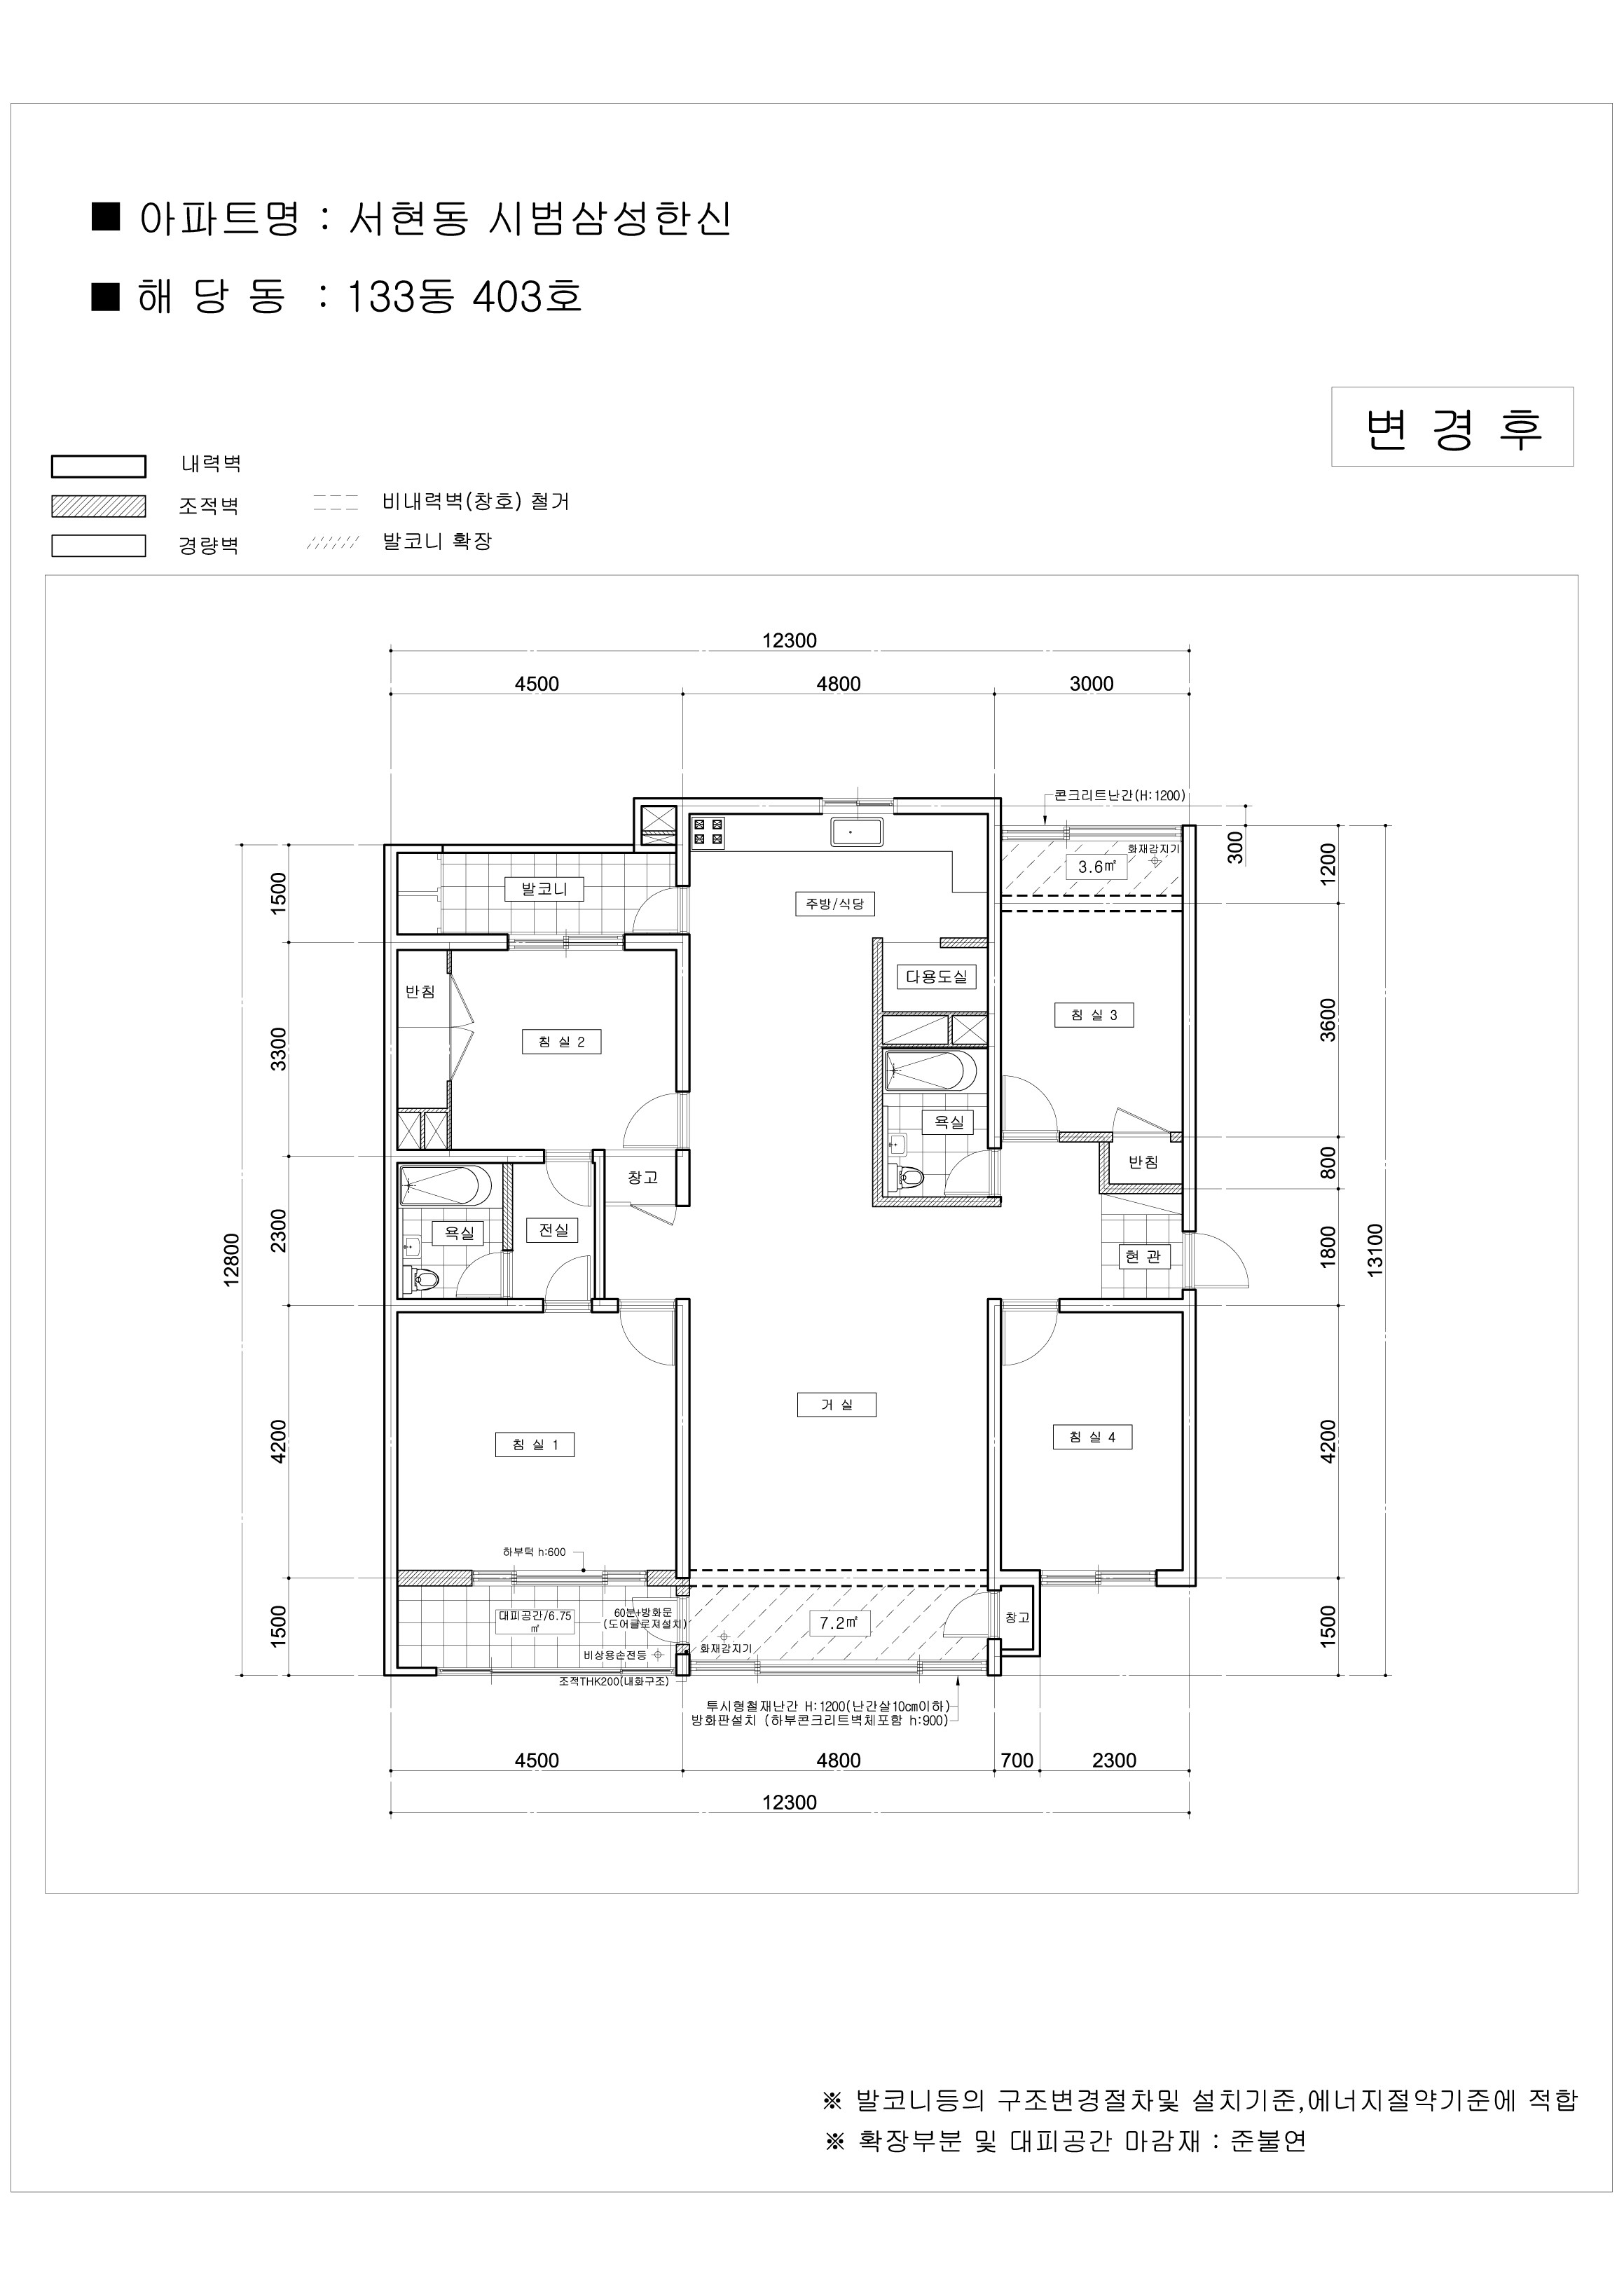 ■ 아파트명 : 서현동 시범삼성한신
■ 해 당 동 : 133동 403호
변 경 후
내력벽
조적벽
경량벽
비내력벽(창호) 철거
발코니 확장
12300
4500 4800 3000
콘크리트난간(H:1200)
300
화재감지기
3.6㎡
1200
1500
발코니
주방/식당
다용도실
반침
침 실 2
침 실 3
3300
3600
욕실
반침
800
창고
욕실
전실
2300
현 관
1800
12800
13100
거 실
침 실 1
침 실 4
4200
4200
하부턱 h:600
대피공간/6.75
㎡
60분+방화문
(도어클로져설치)
7.2㎡
창고
화재감지기
비상용손전등
1500
1500
조적THK200(내화구조)
투시형철재난간 H:1200(난간살10㎝이하)
방화판설치 (하부콘크리트벽체포함 h:900)
4500 4800 700 2300
12300
※ 발코니등의 구조변경절차및 설치기준,에너지절약기준에 적합
※ 확장부분 및 대피공간 마감재 : 준불연